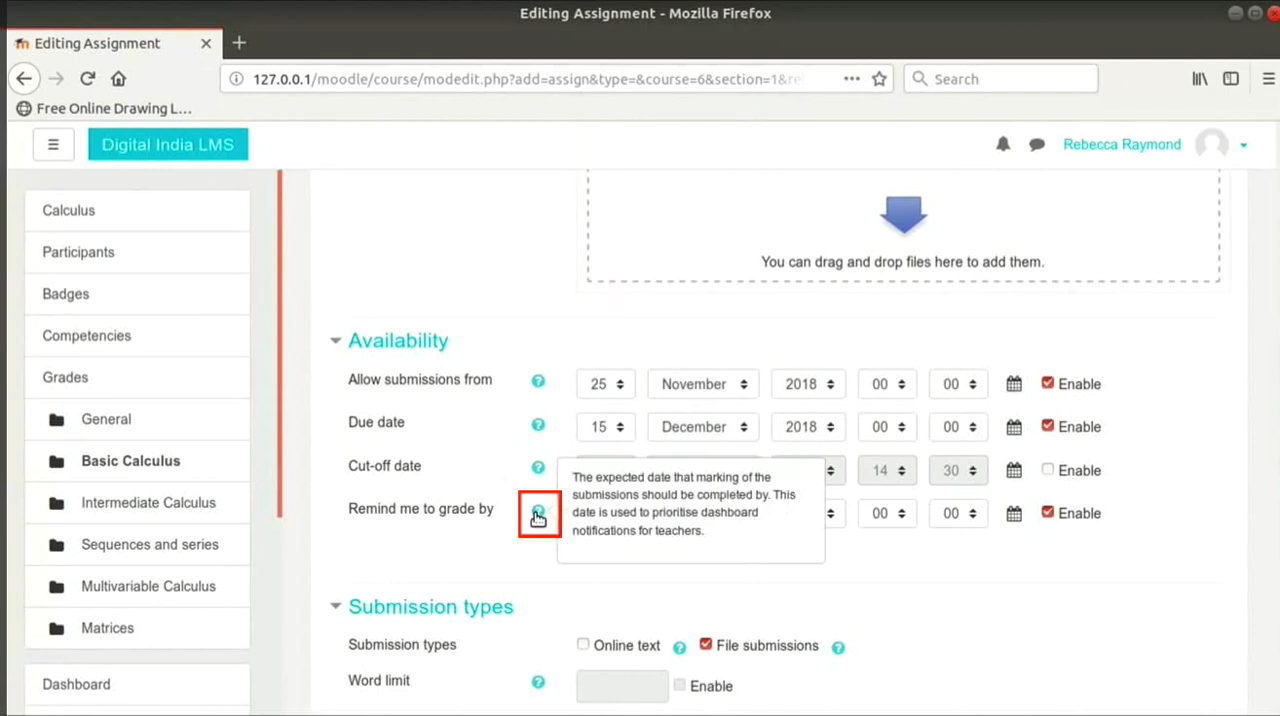 Editing Assignment - Mozilla Firefox
Editing Assignment
127.0.0.1/moodle/course/modedit.php?add=assign&type=&course=6&section=1&re
Search
Free Online Drawing L...
Digital India LMS
Rebecca Raymond
Calculus
Participants
Badges
Competencies
Grades
General
Basic Calculus
Intermediate Calculus
Sequences and series
Multivariable Calculus
Matrices
Dashboard
You can drag and drop files here to add them.
Availability
Allow submissions from ? 25 November 2018 00 00 Enable
Due date ? 15 December 2018 00 00 Enable
Cut-off date ? 14 30 Enable
Remind me to grade by 00 00 Enable
The expected date that marking of the
submissions should be completed by. This
date is used to prioritise dashboard
notifications for teachers.
Submission types
Submission types Online text ? File submissions ?
Word limit ? Enable